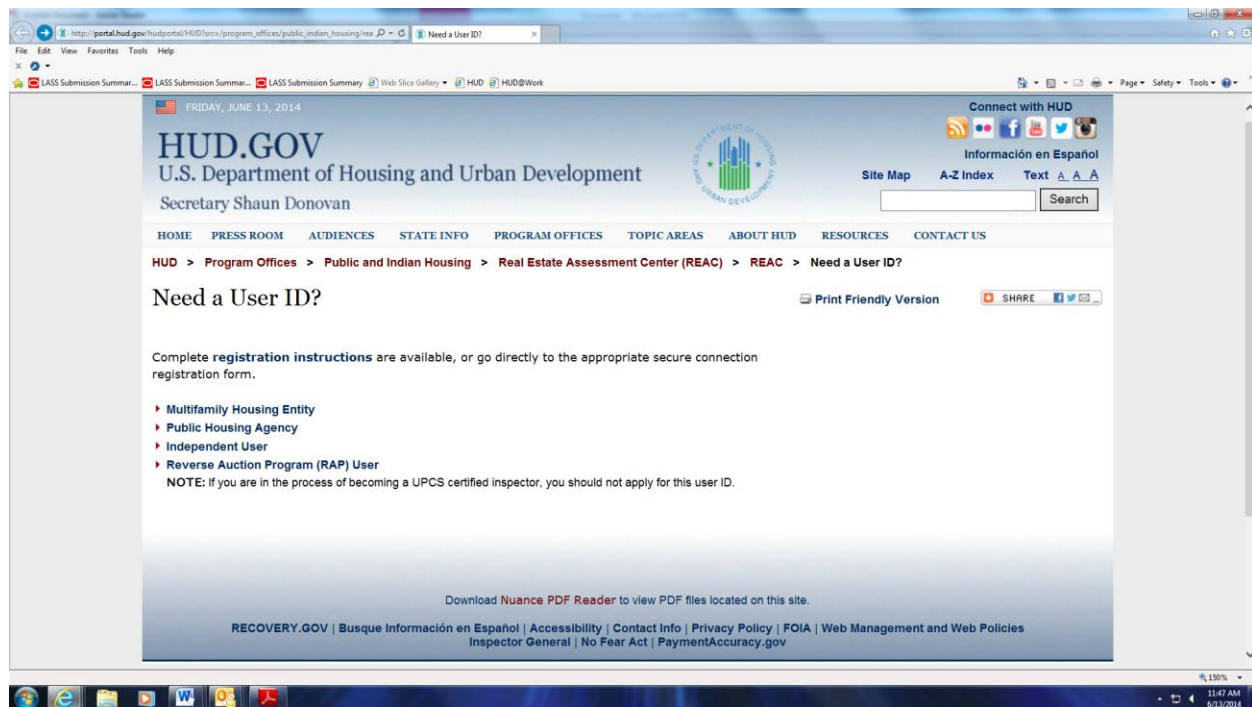 http://portal.hud.gov/hudportal/HUD?src=/program_offices/public_indian_housing/rea
Need a User ID?
File Edit View Favorites Tools Help
LASS Submission Summar... LASS Submission Summar... LASS Submission Summary Web Slice Gallery HUD HUD@Work Page Safety Tools
FRIDAY, JUNE 13, 2014
Connect with HUD
HUD.GOV
U.S. Department of Housing and Urban Development
Secretary Shaun Donovan
U.S. DEPARTMENT OF HOUSING AND URBAN DEVELOPMENT
Información en Español
Site Map A-Z Index Text A A A
Search
HOME PRESS ROOM AUDIENCES STATE INFO PROGRAM OFFICES TOPIC AREAS ABOUT HUD RESOURCES CONTACT US
HUD > Program Offices > Public and Indian Housing > Real Estate Assessment Center (REAC) > REAC > Need a User ID?
Need a User ID?
Print Friendly Version SHARE
Complete registration instructions are available, or go directly to the appropriate secure connection
registration form.
Multifamily Housing Entity
Public Housing Agency
Independent User
Reverse Auction Program (RAP) User
NOTE: If you are in the process of becoming a UPCS certified inspector, you should not apply for this user ID.
Download Nuance PDF Reader to view PDF files located on this site.
RECOVERY.GOV | Busque Información en Español | Accessibility | Contact Info | Privacy Policy | FOIA | Web Management and Web Policies
Inspector General | No Fear Act | PaymentAccuracy.gov
150%
11:47 AM
6/13/2014